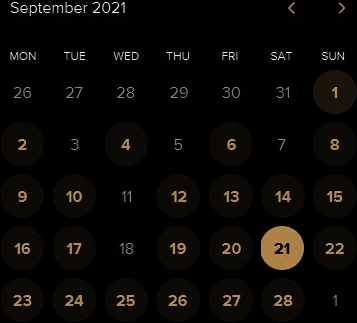 September 2021
MON TUE WED THU FRI SAT SUN
26 27 28 29 30 31 1
2 3 4 5 6 7 8
9 10 11 12 13 14 15
16 17 18 19 20 21 22
23 24 25 26 27 28 1